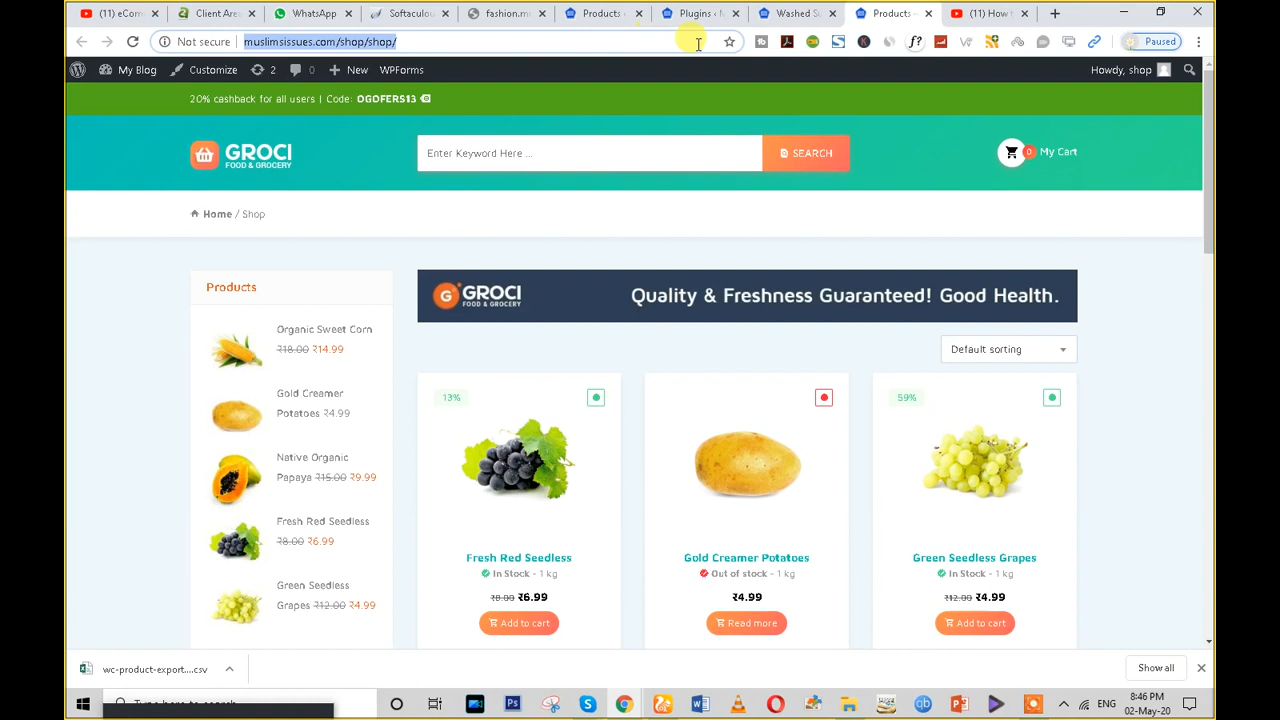 (11) eCom
Client Area
WhatsApp
Softaculou
fashion.m
Products
Plugins ‹
Washed Su
Products –
(11) How t
Not secure
muslimsissues.com/shop/shop/
f?
Paused
My Blog
Customize
2
0
New
WPForms
Howdy, shop
20% cashback for all users | Code: OGOFERS13
GROCI
FOOD & GROCERY
Enter Keyword Here ...
SEARCH
0
My Cart
Home / Shop
Products
GROCI
FOOD & GROCERY
Quality & Freshness Guaranteed! Good Health.
Organic Sweet Corn
₹18.00 ₹14.99
Default sorting
Gold Creamer
Potatoes ₹4.99
13%
59%
Native Organic
Papaya ₹15.00 ₹9.99
Fresh Red Seedless
₹8.00 ₹6.99
Fresh Red Seedless
In Stock - 1 kg
₹8.00 ₹6.99
Add to cart
Gold Creamer Potatoes
Out of stock - 1 kg
₹4.99
Read more
Green Seedless Grapes
In Stock - 1 kg
₹12.00 ₹4.99
Add to cart
Green Seedless
Grapes ₹12.00 ₹4.99
wc-product-export....csv
Show all
Type here to search
ENG
8:46 PM
02-May-20